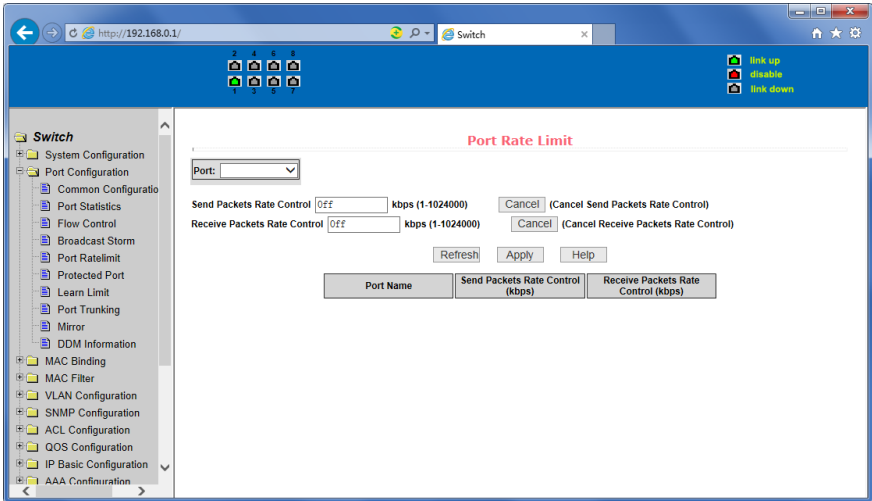 http://192.168.0.1/
Switch
2 4 6 8
1 3 5 7
link up
disable
link down
Switch
System Configuration
Port Configuration
Common Configuratio
Port Statistics
Flow Control
Broadcast Storm
Port Ratelimit
Protected Port
Learn Limit
Port Trunking
Mirror
DDM Information
MAC Binding
MAC Filter
VLAN Configuration
SNMP Configuration
ACL Configuration
QOS Configuration
IP Basic Configuration
AAA Configuration
Port Rate Limit
Port:
Send Packets Rate Control Off kbps (1-1024000) Cancel (Cancel Send Packets Rate Control)
Receive Packets Rate Control Off kbps (1-1024000) Cancel (Cancel Receive Packets Rate Control)
Refresh Apply Help
Port Name Send Packets Rate Control (kbps) Receive Packets Rate Control (kbps)